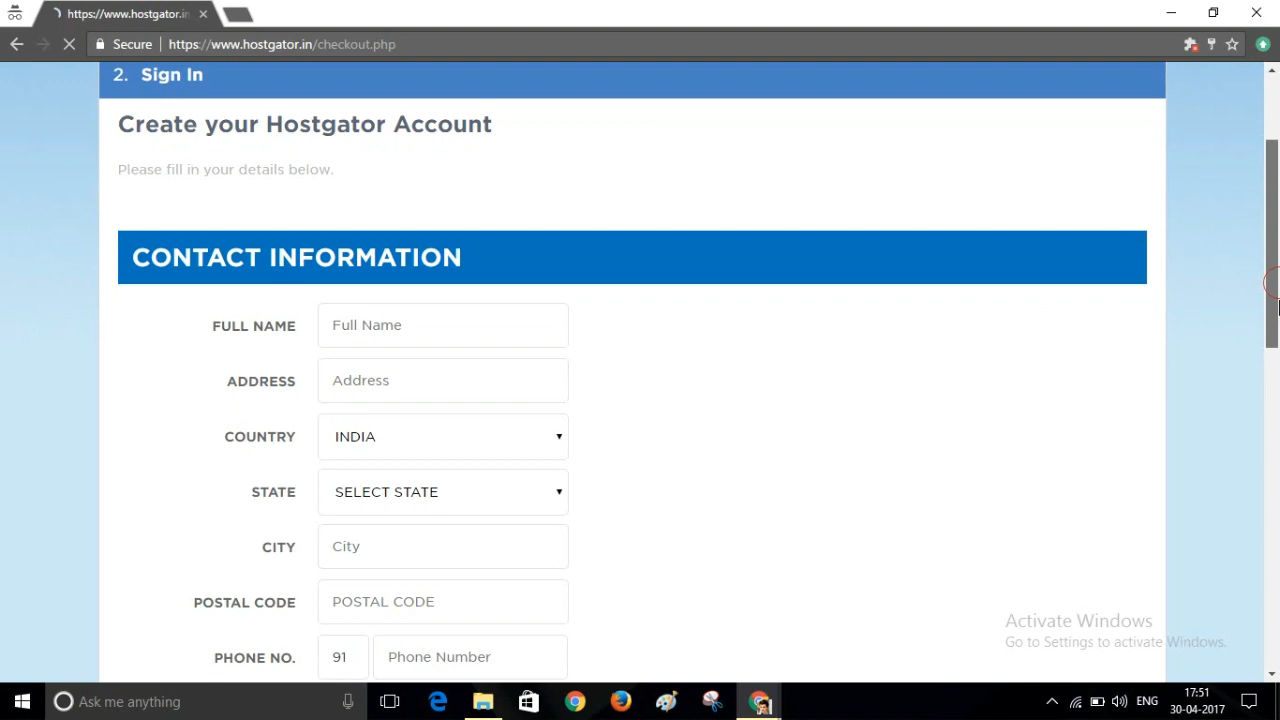 https://www.hostgator.in
Secure https://www.hostgator.in/checkout.php
2. Sign In
Create your Hostgator Account
Please fill in your details below.
CONTACT INFORMATION
FULL NAME Full Name
ADDRESS Address
COUNTRY INDIA
STATE SELECT STATE
CITY City
POSTAL CODE POSTAL CODE
PHONE NO. 91 Phone Number
Activate Windows
Go to Settings to activate Windows.
Ask me anything
ENG
17:51
30-04-2017